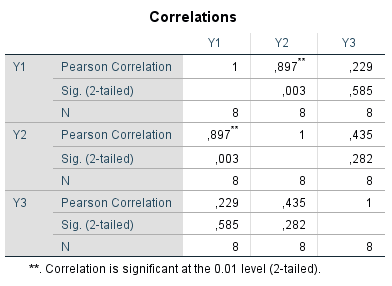 Correlations
Y1 Y2 Y3
Y1 Pearson Correlation 1 ,897** ,229
Sig. (2-tailed) ,003 ,585
N 8 8 8
Y2 Pearson Correlation ,897** 1 ,435
Sig. (2-tailed) ,003 ,282
N 8 8 8
Y3 Pearson Correlation ,229 ,435 1
Sig. (2-tailed) ,585 ,282
N 8 8 8
**. Correlation is significant at the 0.01 level (2-tailed).